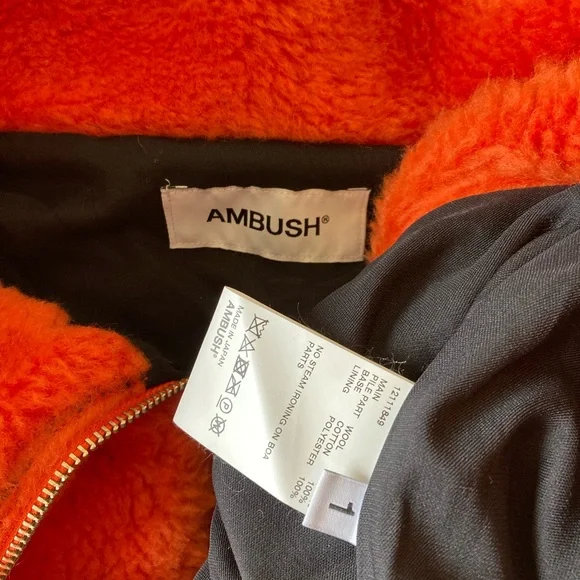 AMBUSH®
12111849
MAIN
PILE WOOL
BASE PART COTTON 100%
LINING POLYESTER 100%
NO STEAM IRONING ON BOA
PARTS
AMBUSH®
MADE IN JAPAN
1